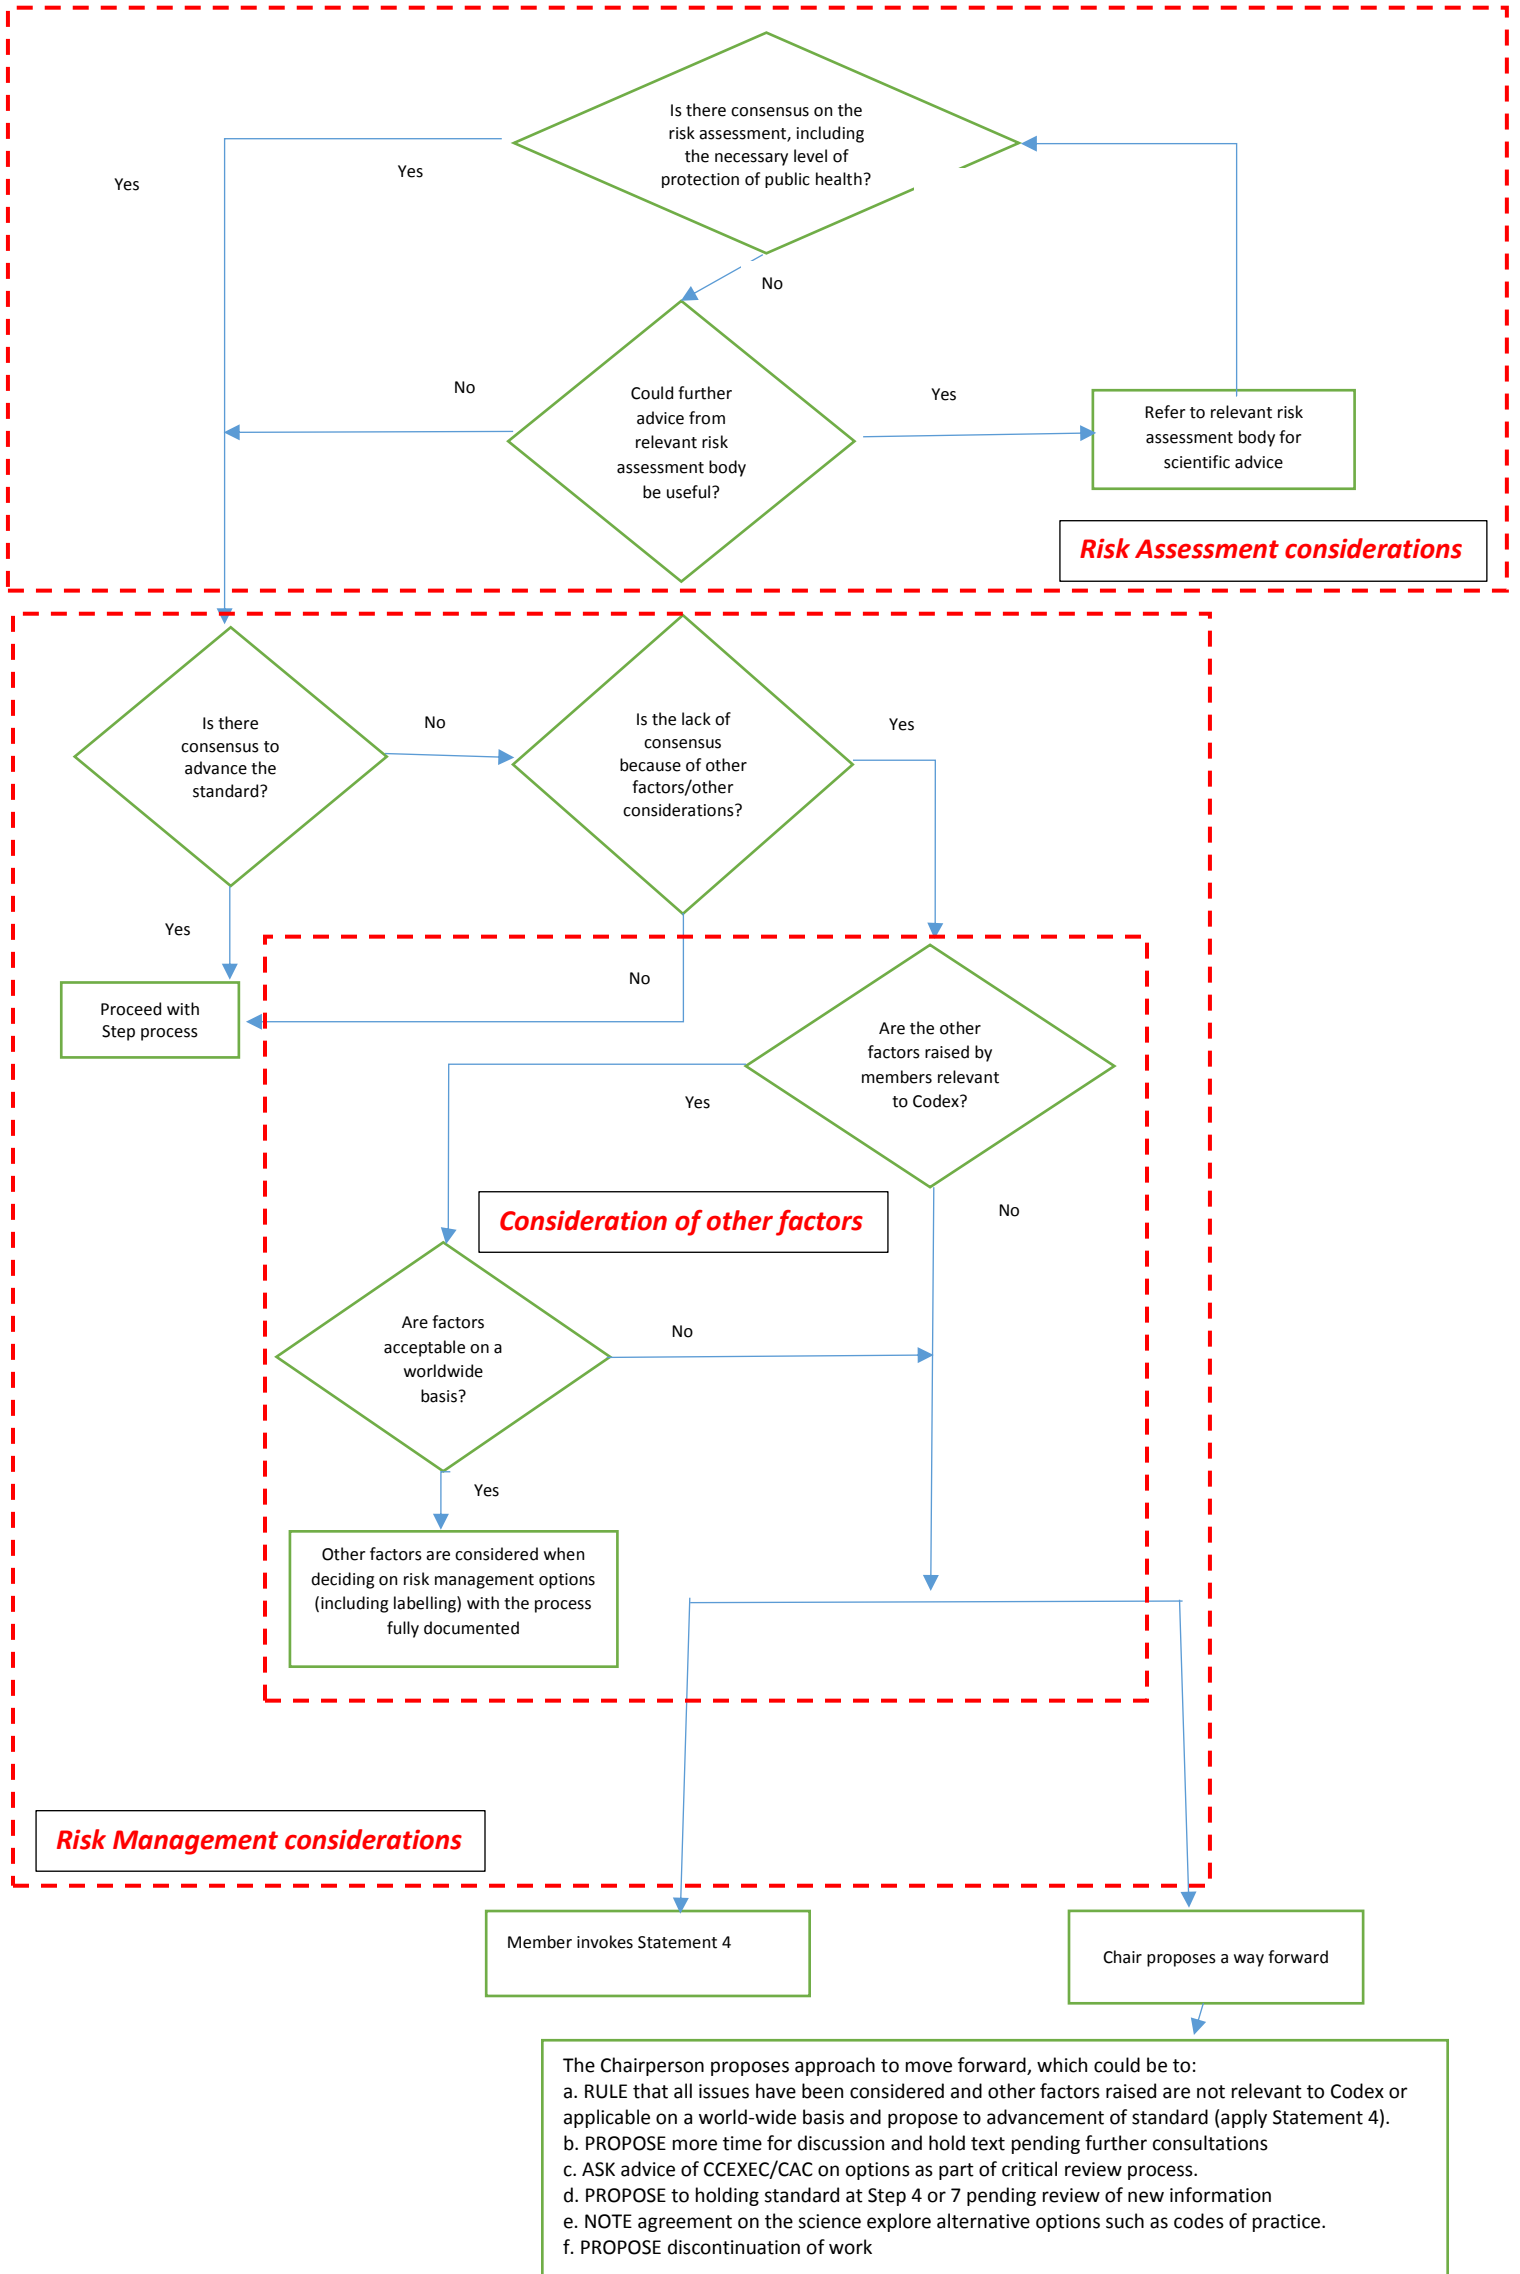 Is there consensus on the
risk assessment, including
the necessary level of
protection of public health?
Yes
Yes
No
Could further
advice from
relevant risk
assessment body
be useful?
No
Yes
Refer to relevant risk
assessment body for
scientific advice
Risk Assessment considerations
Is there
consensus to
advance the
standard?
No
Is the lack of
consensus
because of other
factors/other
considerations?
Yes
Yes
No
Proceed with
Step process
Are the other
factors raised by
members relevant
to Codex?
Yes
No
Consideration of other factors
Are factors
acceptable on a
worldwide
basis?
No
Yes
Other factors are considered when
deciding on risk management options
(including labelling) with the process
fully documented
Risk Management considerations
Member invokes Statement 4
Chair proposes a way forward
The Chairperson proposes approach to move forward, which could be to:
a. RULE that all issues have been considered and other factors raised are not relevant to Codex or
applicable on a world-wide basis and propose to advancement of standard (apply Statement 4).
b. PROPOSE more time for discussion and hold text pending further consultations
c. ASK advice of CCEXEC/CAC on options as part of critical review process.
d. PROPOSE to holding standard at Step 4 or 7 pending review of new information
e. NOTE agreement on the science explore alternative options such as codes of practice.
f. PROPOSE discontinuation of work